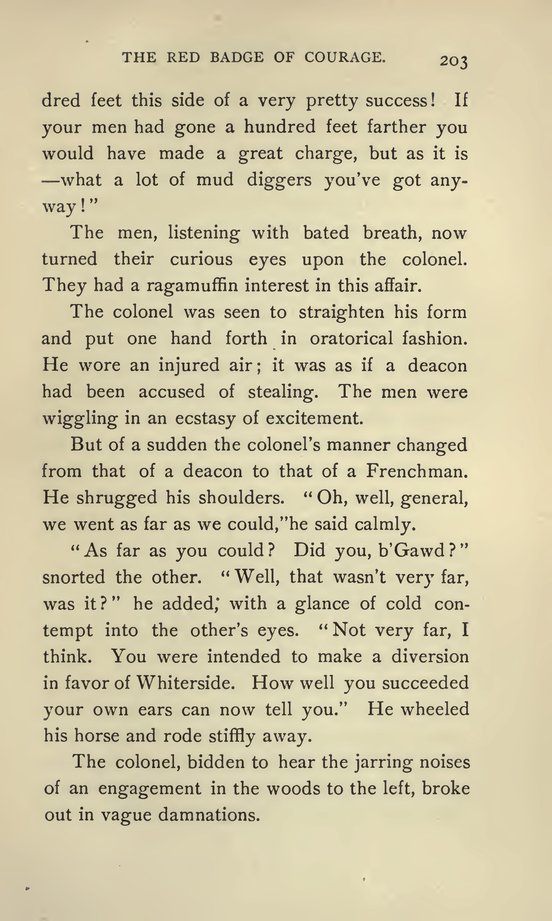 THE RED BADGE OF COURAGE. 203
dred feet this side of a very pretty success! If
your men had gone a hundred feet farther you
would have made a great charge, but as it is
—what a lot of mud diggers you've got any-
way!"
The men, listening with bated breath, now
turned their curious eyes upon the colonel.
They had a ragamuffin interest in this affair.
The colonel was seen to straighten his form
and put one hand forth in oratorical fashion.
He wore an injured air; it was as if a deacon
had been accused of stealing. The men were
wiggling in an ecstasy of excitement.
But of a sudden the colonel's manner changed
from that of a deacon to that of a Frenchman.
He shrugged his shoulders. "Oh, well, general,
we went as far as we could,"he said calmly.
"As far as you could? Did you, b'Gawd?"
snorted the other. "Well, that wasn't very far,
was it?" he added; with a glance of cold con-
tempt into the other's eyes. "Not very far, I
think. You were intended to make a diversion
in favor of Whiterside. How well you succeeded
your own ears can now tell you." He wheeled
his horse and rode stiffly away.
The colonel, bidden to hear the jarring noises
of an engagement in the woods to the left, broke
out in vague damnations.